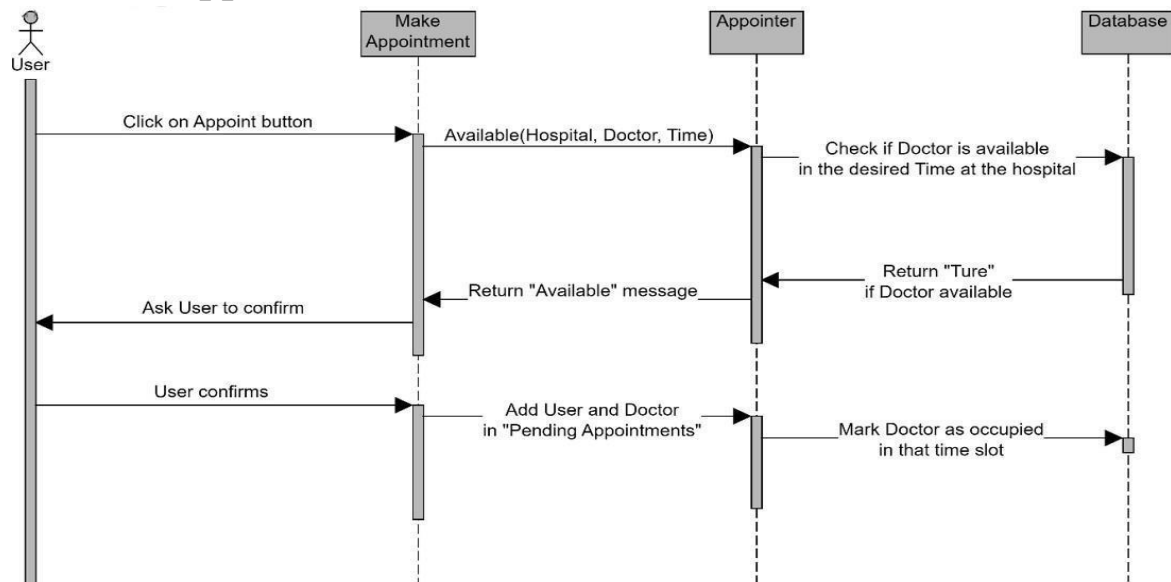 User
Make
Appointment
Appointer
Database
Click on Appoint button
Available(Hospital, Doctor, Time)
Check if Doctor is available
in the desired Time at the hospital
Return "Ture"
if Doctor available
Return "Available" message
Ask User to confirm
User confirms
Add User and Doctor
in "Pending Appointments"
Mark Doctor as occupied
in that time slot